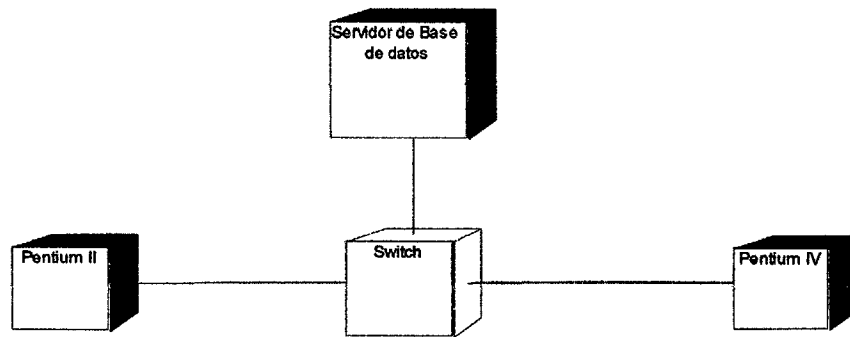 Servidor de Base
de datos
Pentium II
Switch
Pentium IV